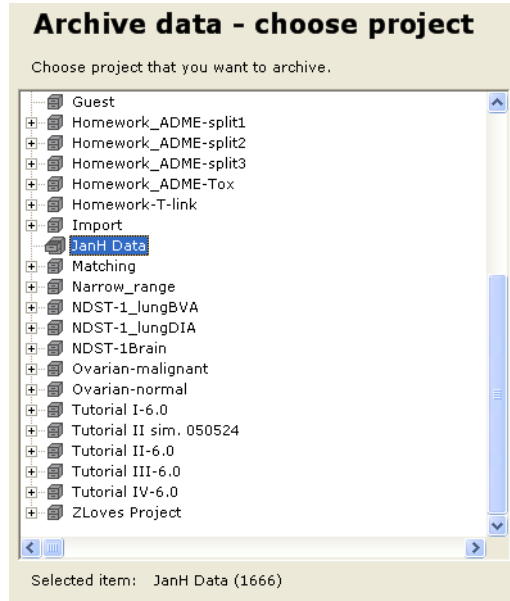 Archive data - choose project
Choose project that you want to archive.
Guest
Homework_ADME-split1
Homework_ADME-split2
Homework_ADME-split3
Homework_ADME-Tox
Homework-T-link
Import
JanH Data
Matching
Narrow_range
NDST-1_lungBVA
NDST-1_lungDIA
NDST-1Brain
Ovarian-malignant
Ovarian-normal
Tutorial I-6.0
Tutorial II sim. 050524
Tutorial II-6.0
Tutorial III-6.0
Tutorial IV-6.0
ZLoves Project
Selected item: JanH Data (1666)